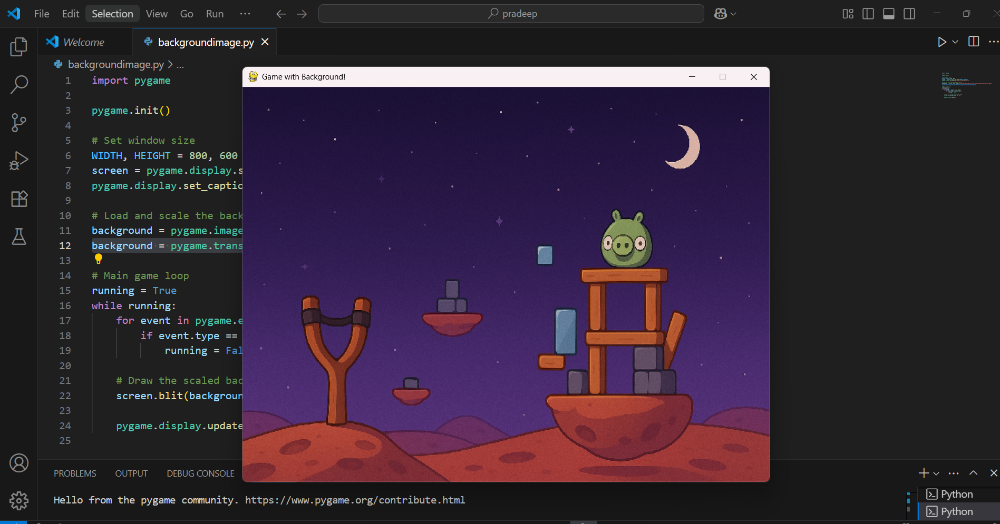 File Edit Selection View Go Run ···
pradeep
Welcome
backgroundimage.py
backgroundimage.py > ...
1 import pygame
2
3 pygame.init()
4
5 # Set window size
6 WIDTH, HEIGHT = 800, 600
7 screen = pygame.display.s
8 pygame.display.set_captio
9
10 # Load and scale the back
11 background = pygame.image
12 background = pygame.trans
13
14 # Main game loop
15 running = True
16 while running:
17 for event in pygame.e
18 if event.type ==
19 running = Fal
20
21 # Draw the scaled bac
22 screen.blit(backgroun
23
24 pygame.display.update
25
Game with Background!
PROBLEMS OUTPUT DEBUG CONSOLE
Hello from the pygame community. https://www.pygame.org/contribute.html
Python
Python